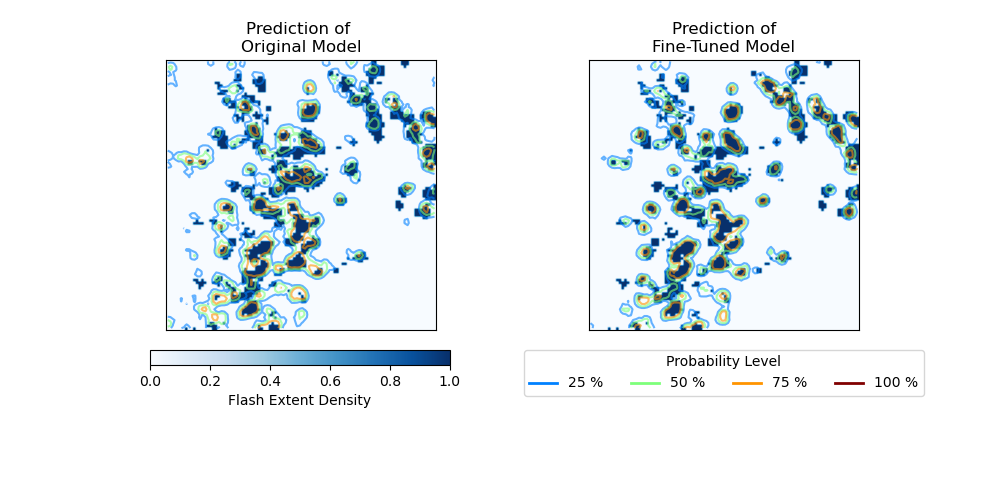 Prediction of
Original Model
Prediction of
Fine-Tuned Model
0.0 0.2 0.4 0.6 0.8 1.0
Flash Extent Density
Probability Level
25 % 50 % 75 % 100 %